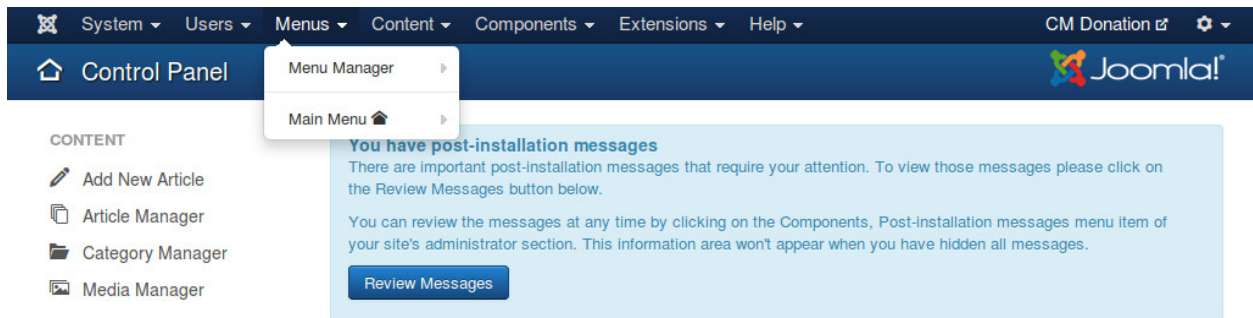 System Users Menus Content Components Extensions Help CM Donation
Control Panel Joomla!
Menu Manager
Main Menu
CONTENT
Add New Article
Article Manager
Category Manager
Media Manager
You have post-installation messages
There are important post-installation messages that require your attention. To view those messages please click on
the Review Messages button below.
You can review the messages at any time by clicking on the Components, Post-installation messages menu item of
your site's administrator section. This information area won't appear when you have hidden all messages.
Review Messages